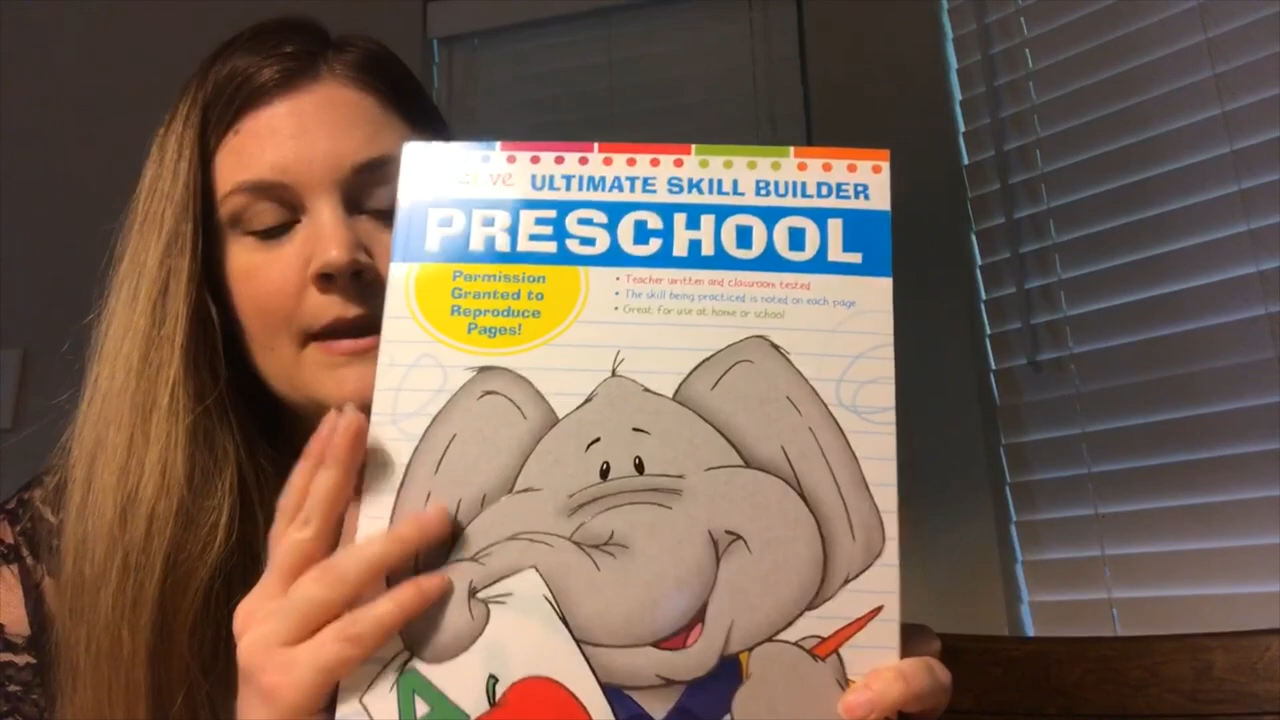 ULTIMATE SKILL BUILDER
PRESCHOOL
Permission
Granted to
Reproduce
Pages!
• Teacher written and classroom tested
• The skill being practiced is noted on each page
• Great for use at home or school
A